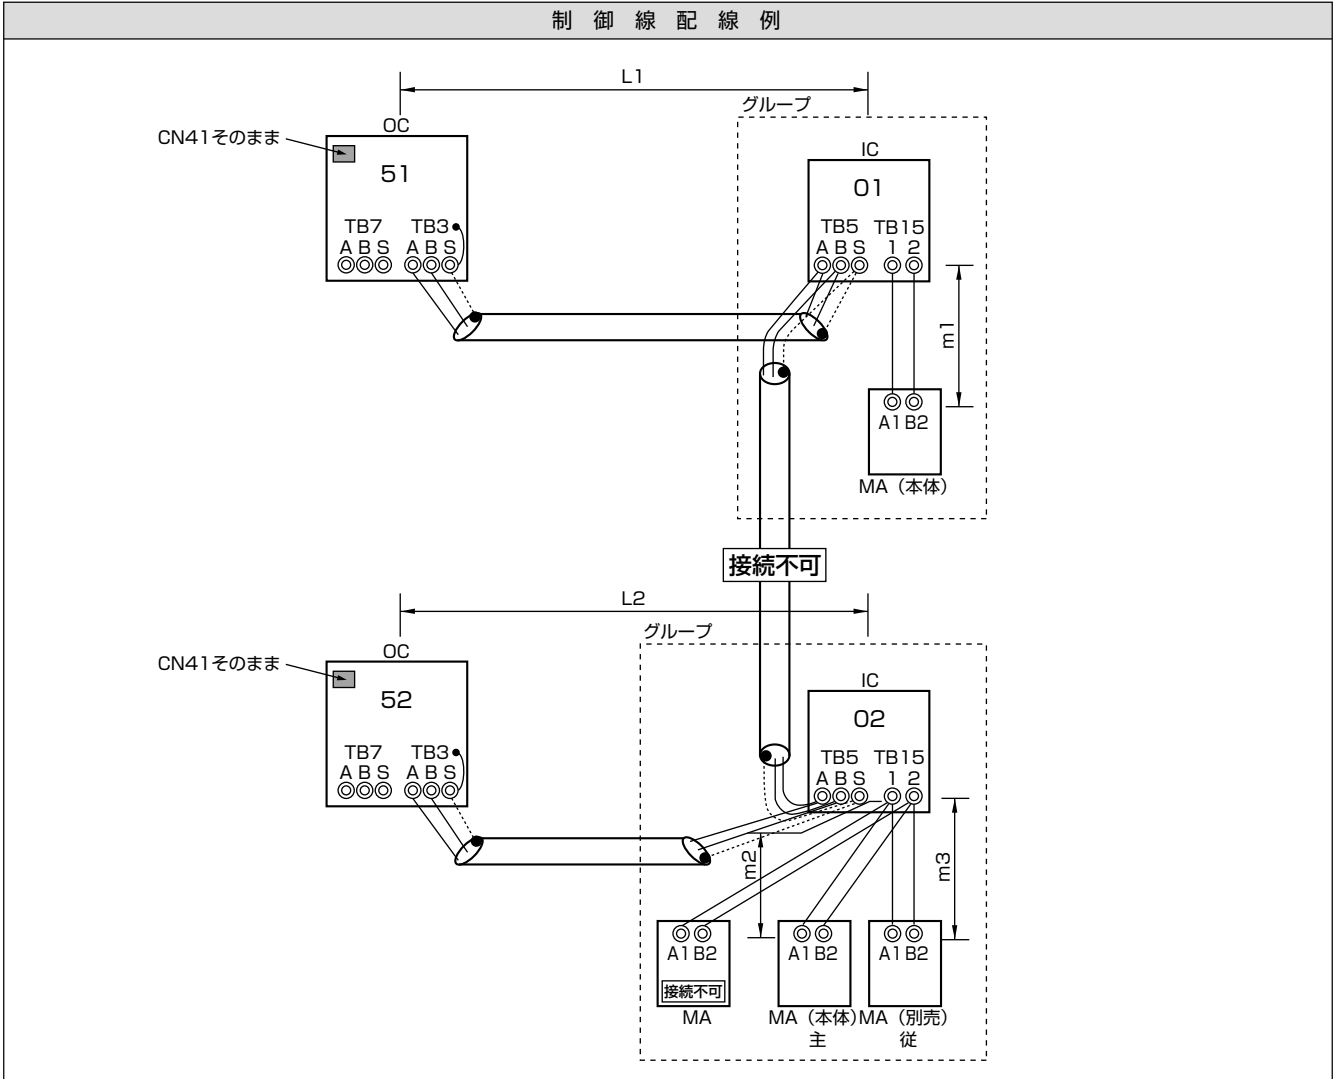 制御線配線例
L1
グループ
OC
CN41そのまま
51
IC
01
TB7 TB3
A B S A B S
TB5 TB15
A B S 1 2
m1
A1 B2
MA（本体）
接続不可
L2
グループ
OC
CN41そのまま
52
IC
02
TB7 TB3
A B S A B S
TB5 TB15
A B S 1 2
m2
m3
A1 B2
A1 B2
A1 B2
接続不可
MA
MA（本体）
主
MA（別売）
従